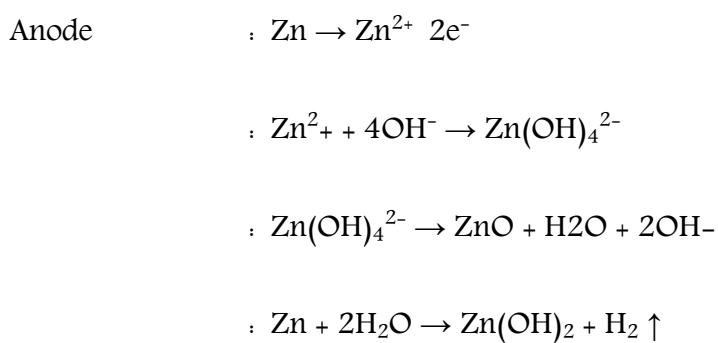 Anode : Zn → Zn²⁺ 2e⁻
: Zn²+ + 4OH⁻ → Zn(OH)₄²⁻
: Zn(OH)₄²⁻ → ZnO + H2O + 2OH–
: Zn + 2H₂O → Zn(OH)₂ + H₂ ↑